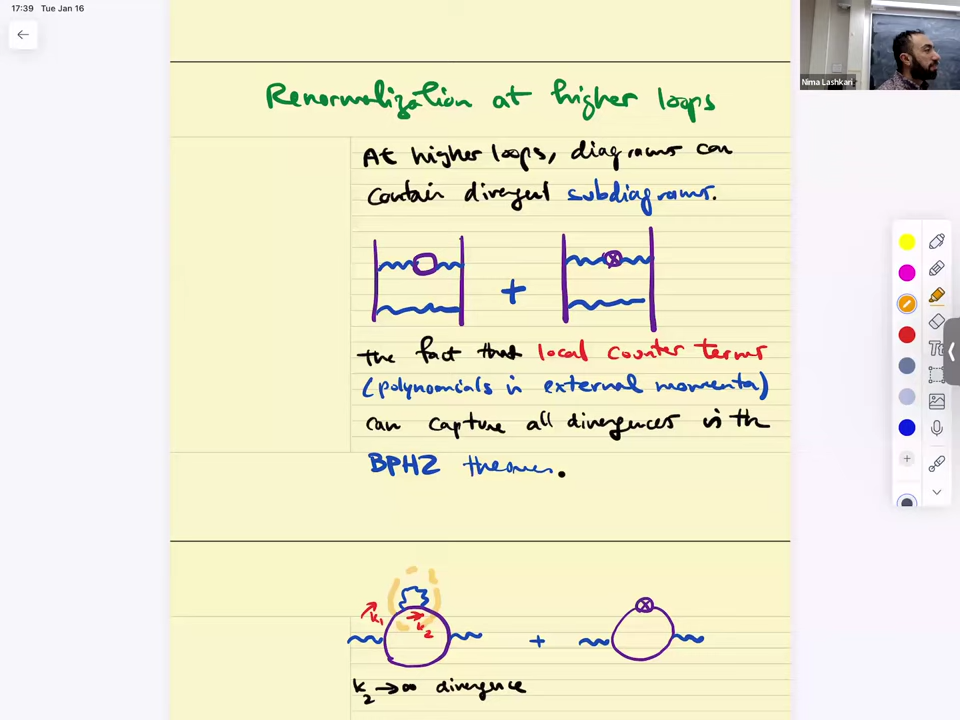 17:39 Tue Jan 16
Nima Lashkari
Renormalization at higher loops
At higher loops, diagrams can
contain divergent subdiagrams.
+
the fact that local counter terms
(polynomials in external momenta)
can capture all divergences is the
BPHZ theorem.
k₁
k₂
+
k₂ → ∞ divergence